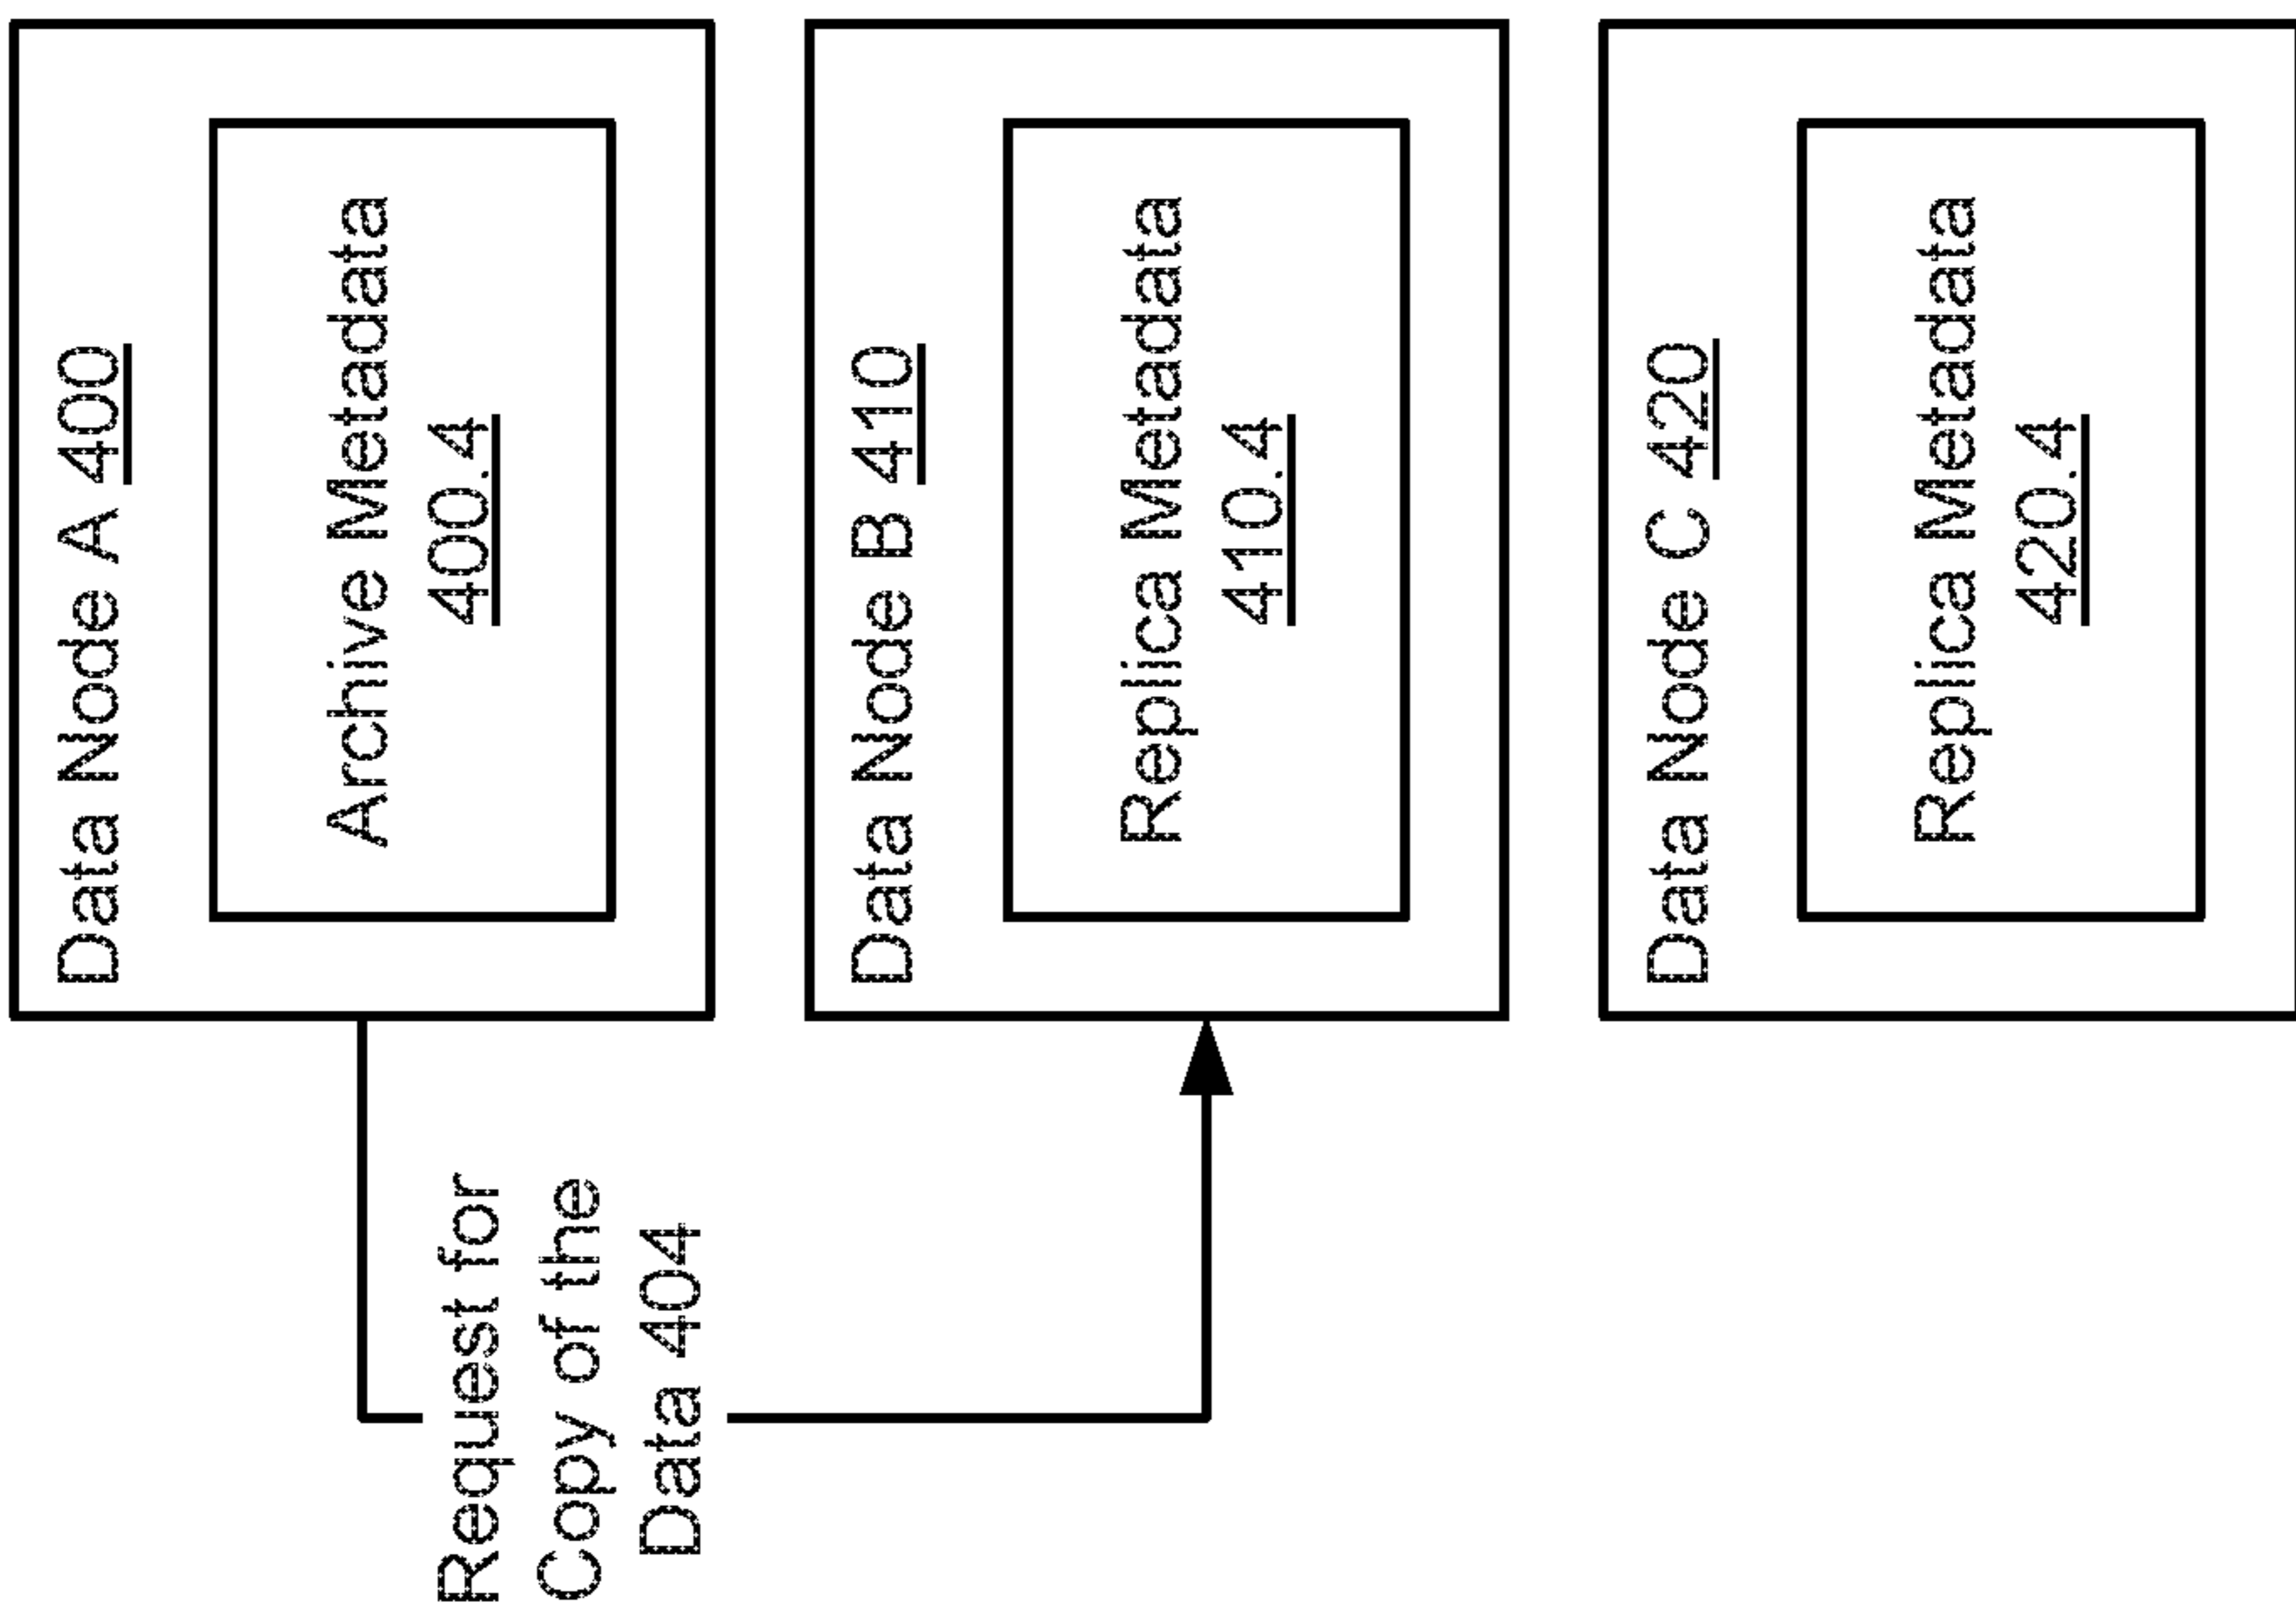 Data Node A 400
Archive Metadata
400.4
Request for
Copy of the
Data 404
Data Node B 410
Replica Metadata
410.4
Data Node C 420
Replica Metadata
420.4